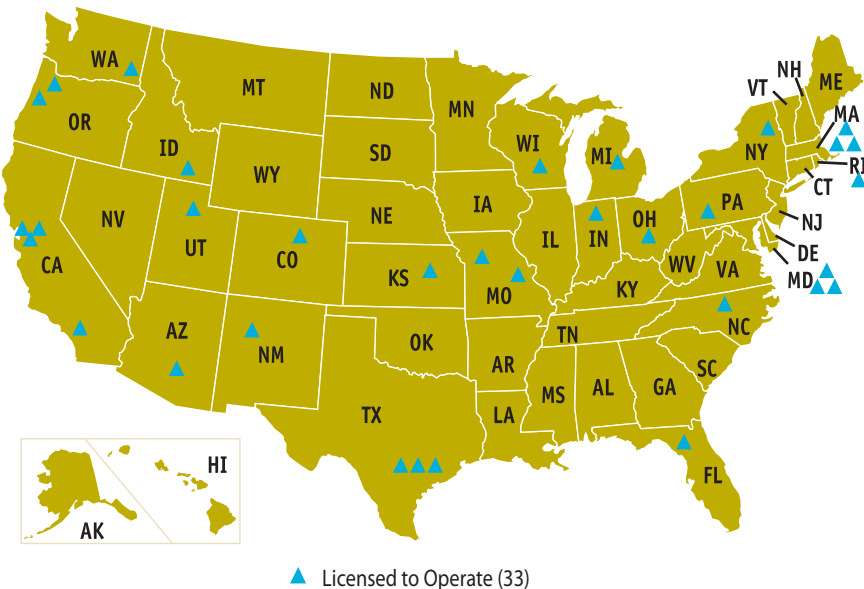 WA
MT
ND
MN
VT
NH
ME
OR
ID
WY
SD
WI
MI
NY
MA
RI
CT
NV
UT
CO
NE
IA
IL
IN
OH
PA
NJ
DE
MD
CA
KS
MO
KY
WV
VA
AZ
NM
OK
AR
TN
NC
SC
TX
LA
MS
AL
GA
FL
HI
AK
Licensed to Operate (33)